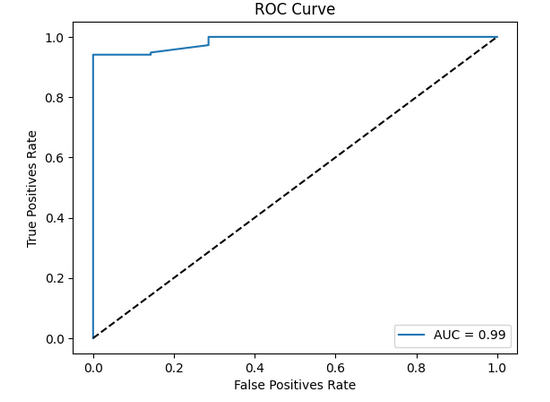 ROC Curve
1.0
0.8
0.6
0.4
0.2
0.0
True Positives Rate
AUC = 0.99
0.0 0.2 0.4 0.6 0.8 1.0
False Positives Rate